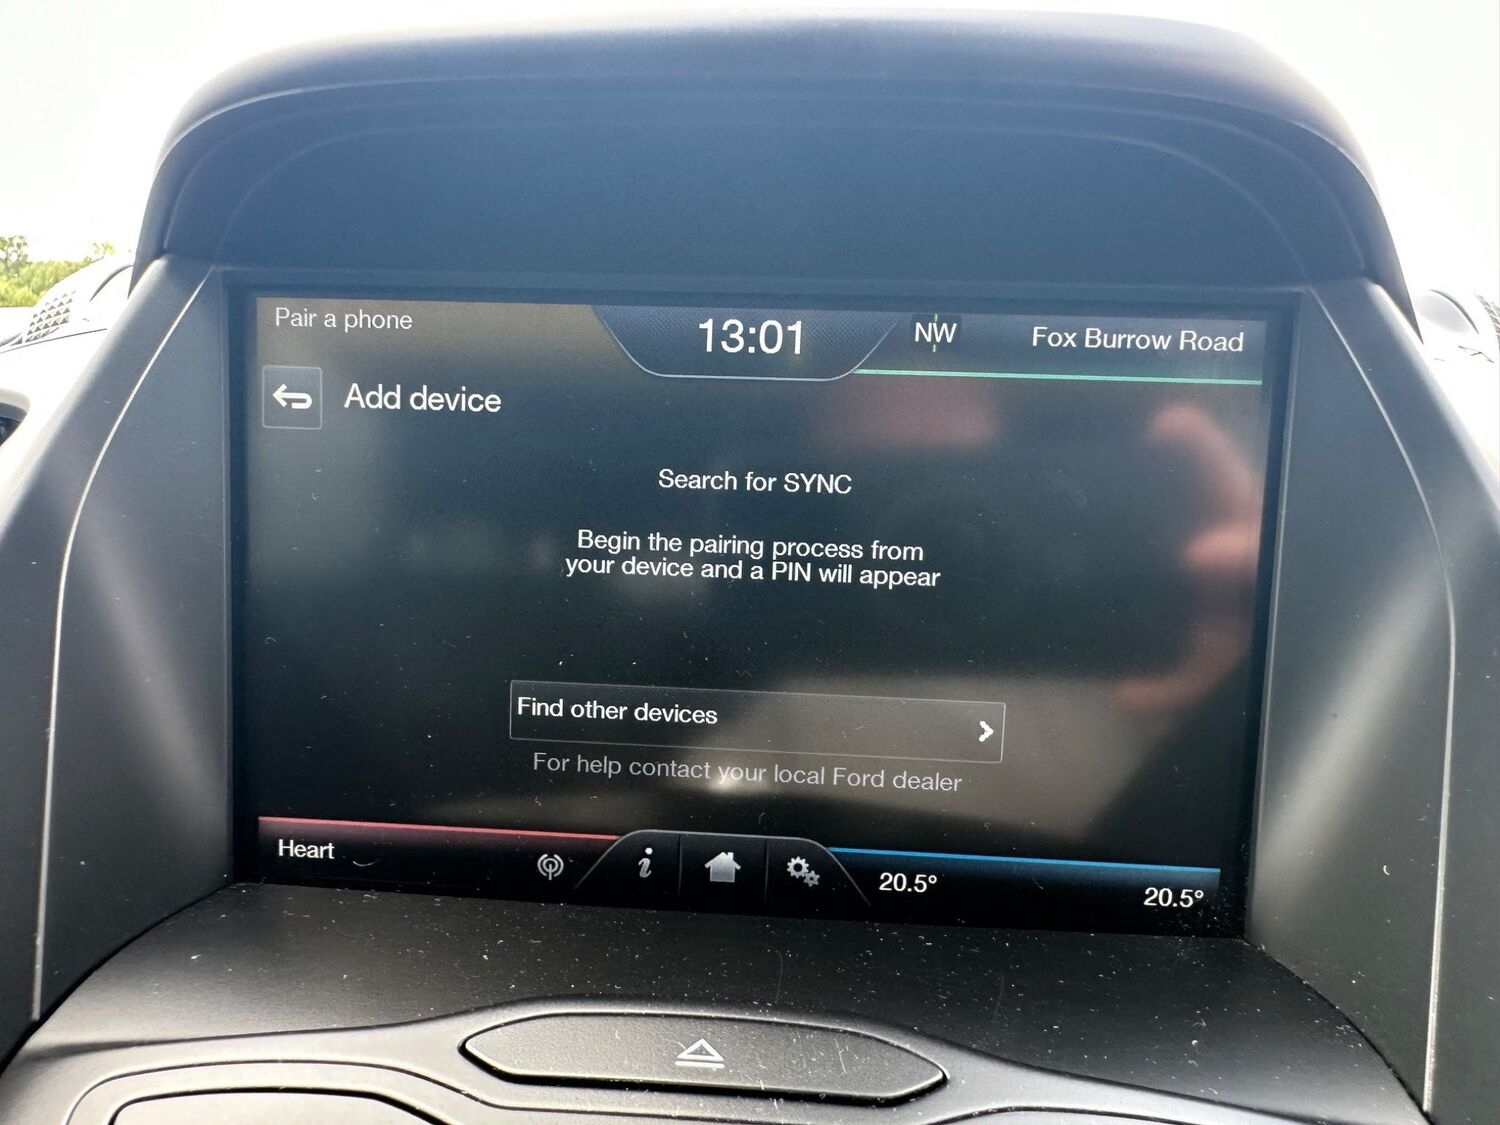 Pair a phone
13:01
NW
Fox Burrow Road
Add device
Search for SYNC
Begin the pairing process from
your device and a PIN will appear
Find other devices
For help contact your local Ford dealer
Heart
i
20.5°
20.5°